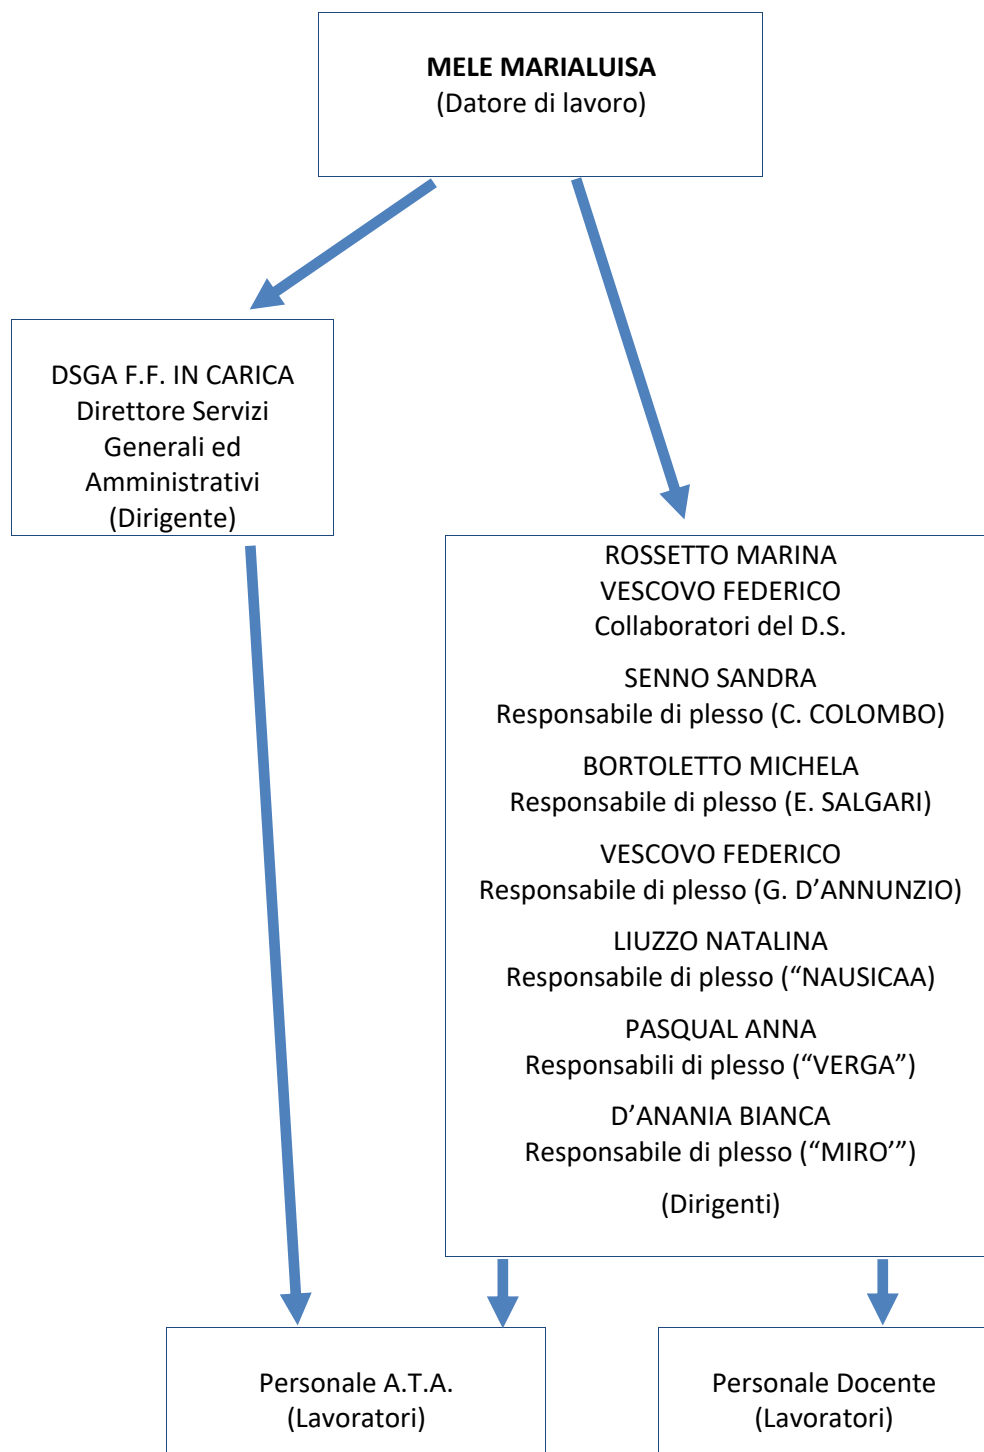 MELE MARIALUISA
(Datore di lavoro)
DSGA F.F. IN CARICA
Direttore Servizi
Generali ed
Amministrativi
(Dirigente)
ROSSETTO MARINA
VESCOVO FEDERICO
Collaboratori del D.S.
SENNO SANDRA
Responsabile di plesso (C. COLOMBO)
BORTOLETTO MICHELA
Responsabile di plesso (E. SALGARI)
VESCOVO FEDERICO
Responsabile di plesso (G. D’ANNUNZIO)
LIUZZO NATALINA
Responsabile di plesso (“NAUSICAA)
PASQUAL ANNA
Responsabili di plesso (“VERGA”)
D’ANANIA BIANCA
Responsabile di plesso (“MIRO’”)
(Dirigenti)
Personale A.T.A.
(Lavoratori)
Personale Docente
(Lavoratori)